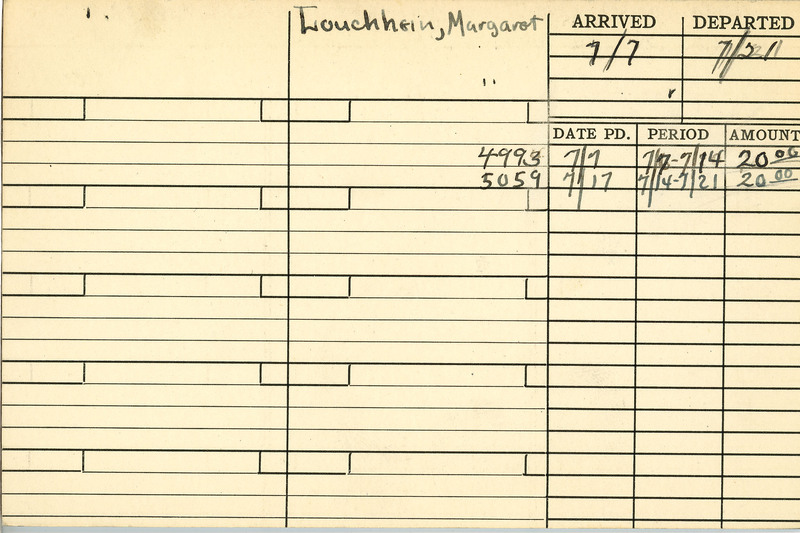 Louchhein, Margaret
ARRIVED DEPARTED
7/7 7/21
DATE PD. PERIOD AMOUNT
4993 7/7 7/7-7/14 20 00
5059 7/17 7/14-7/21 20 00